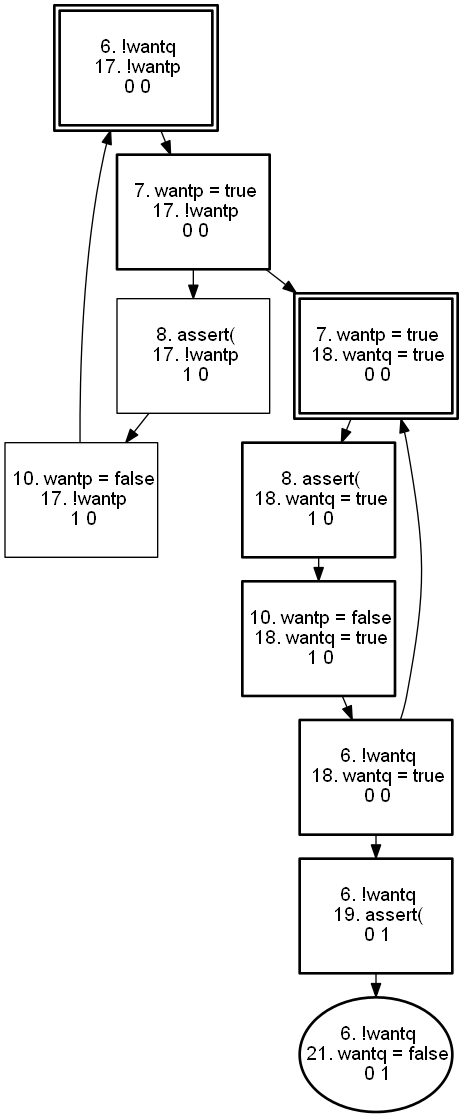 6. !wantq
17. !wantp
0 0
7. wantp = true
17. !wantp
0 0
8. assert(
17. !wantp
1 0
7. wantp = true
18. wantq = true
0 0
10. wantp = false
17. !wantp
1 0
8. assert(
18. wantq = true
1 0
10. wantp = false
18. wantq = true
1 0
6. !wantq
18. wantq = true
0 0
6. !wantq
19. assert(
0 1
6. !wantq
21. wantq = false
0 1